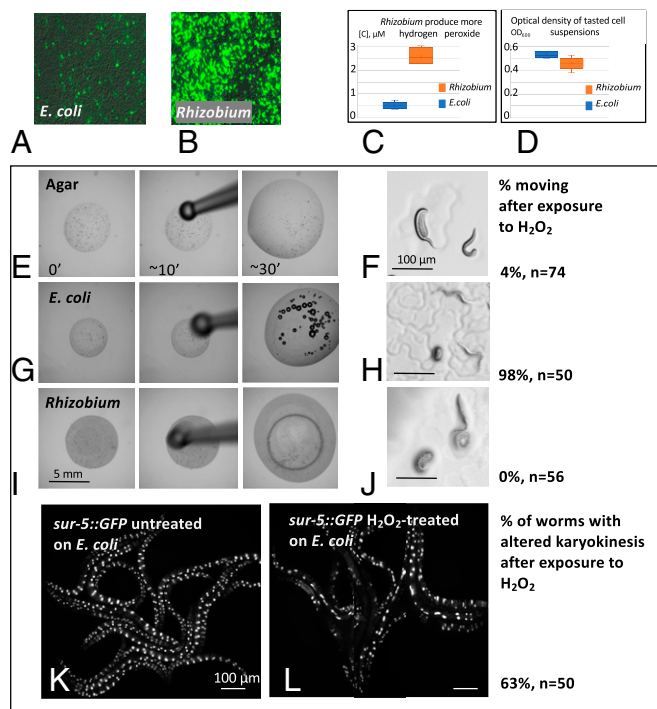 E. coli
A
Rhizobium
B
Rhizobium produce more
[C], µM hydrogen peroxide
3
2
1
0
Rhizobium
E.coli
C
Optical density of tasted cell
OD600 suspensions
0.6
0.4
0.2
0
Rhizobium
E.coli
D
Agar
0’
~10’
~30’
E
100 µm
F
% moving
after exposure
to H₂O₂
4%, n=74
E. coli
G
H
98%, n=50
Rhizobium
5 mm
I
J
0%, n=56
sur-5::GFP untreated
on E. coli
K
100 µm
sur-5::GFP H₂O₂-treated
on E. coli
L
% of worms with
altered karyokinesis
after exposure to
H₂O₂
63%, n=50